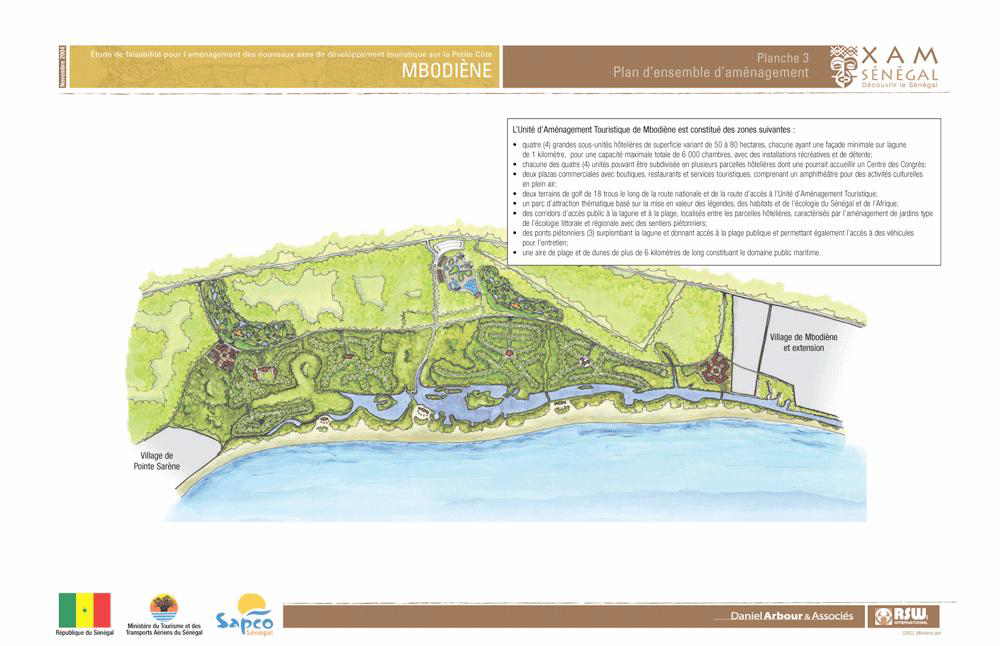 Novembre 2004
Étude de faisabilité pour l'aménagement des nouveaux sites de développement touristique sur la Petite Côte
MBODIÈNE
Planche 3
Plan d'ensemble d'aménagement
XAM
SÉNÉGAL
Découvrir le Sénégal
L'Unité d'Aménagement Touristique de Mbodiène est constitué des zones suivantes :
• quatre (4) grandes sous-unités hôtelières de superficie variant de 50 à 80 hectares, chacune ayant une façade minimale sur lagune
de 1 kilomètre, pour une capacité maximale totale de 6 000 chambres, avec des installations récréatives et de détente;
• chacune des quatre (4) unités pouvant être subdivisée en plusieurs parcelles hôtelières dont une pourrait accueillir un Centre des Congrès;
• deux plazas commerciales avec boutiques, restaurants et services touristiques, comprenant un amphithéâtre pour des activités culturelles
en plein air;
• deux terrains de golf de 18 trous le long de la route nationale et de la route d'accès à l'Unité d'Aménagement Touristique;
• un parc d'attraction thématique basé sur la mise en valeur des légendes, des habitats et de l'écologie du Sénégal et de l'Afrique;
• des corridors d'accès public à la lagune et à la plage, localisés entre les parcelles hôtelières, caractérisés par l'aménagement de jardins type
de l'écologie littorale et régionale avec des sentiers piétonniers;
• des ponts piétonniers (3) surplombant la lagune et donnant accès à la plage publique et permettant également l'accès à des véhicules
pour l'entretien;
• une aire de plage et de dunes de plus de 6 kilomètres de long constituant le domaine public maritime.
Village de Mbodiène
et extension
Village de
Pointe Sarène
République du Sénégal
Ministère du Tourisme et des
Transports Aériens du Sénégal
Sapco
Sénégal
Daniel Arbour & Associés
RSW
INTERNATIONAL